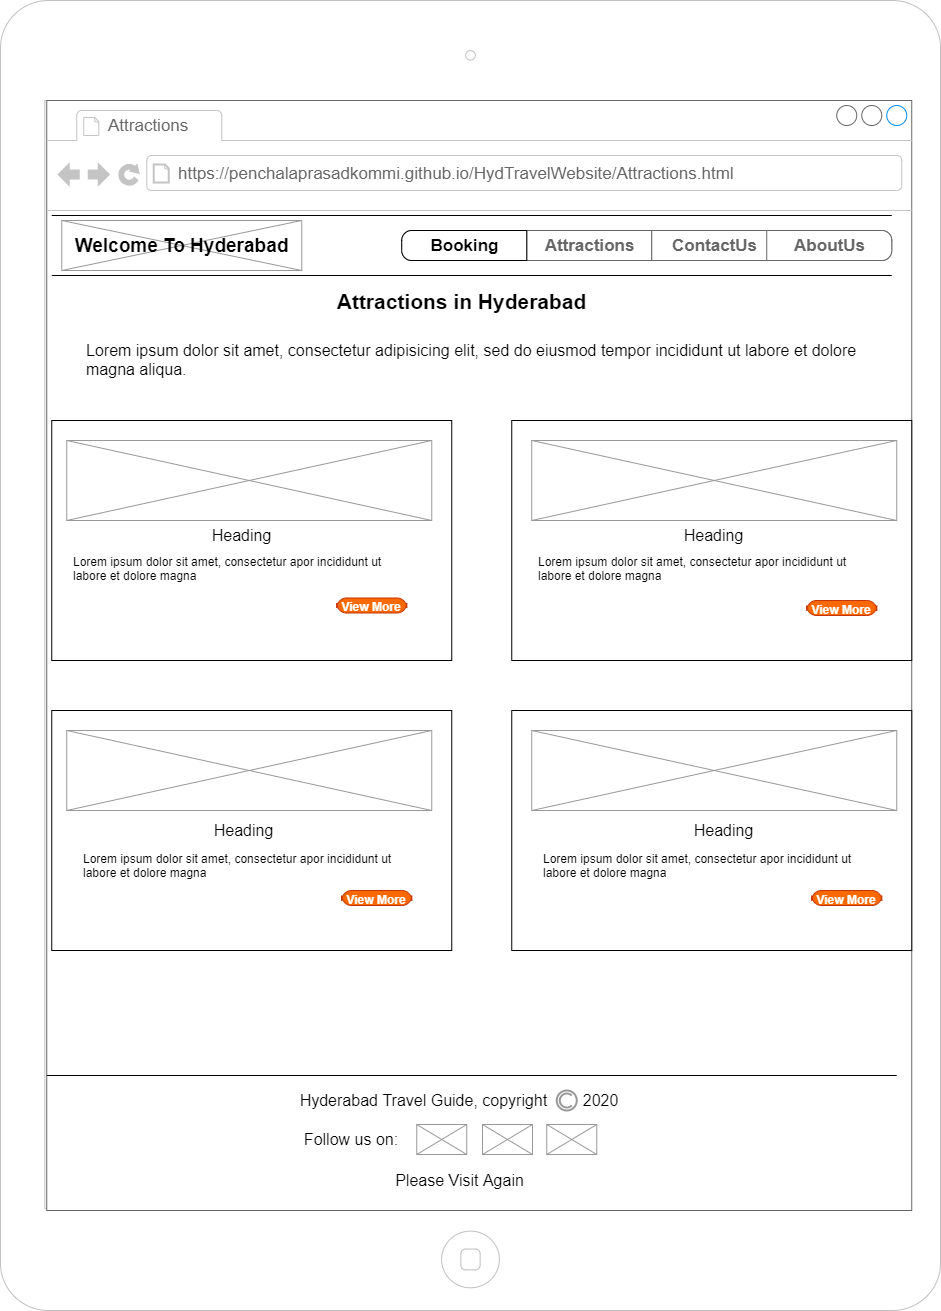 Attractions
https://penchalaprasadkommi.github.io/HydTravelWebsite/Attractions.html
Welcome To Hyderabad
Booking Attractions ContactUs AboutUs
Attractions in Hyderabad
Lorem ipsum dolor sit amet, consectetur adipisicing elit, sed do eiusmod tempor incididunt ut labore et dolore
magna aliqua.
Heading
Lorem ipsum dolor sit amet, consectetur apor incididunt ut
labore et dolore magna
View More
Heading
Lorem ipsum dolor sit amet, consectetur apor incididunt ut
labore et dolore magna
View More
Heading
Lorem ipsum dolor sit amet, consectetur apor incididunt ut
labore et dolore magna
View More
Heading
Lorem ipsum dolor sit amet, consectetur apor incididunt ut
labore et dolore magna
View More
Hyderabad Travel Guide, copyright © 2020
Follow us on:
Please Visit Again